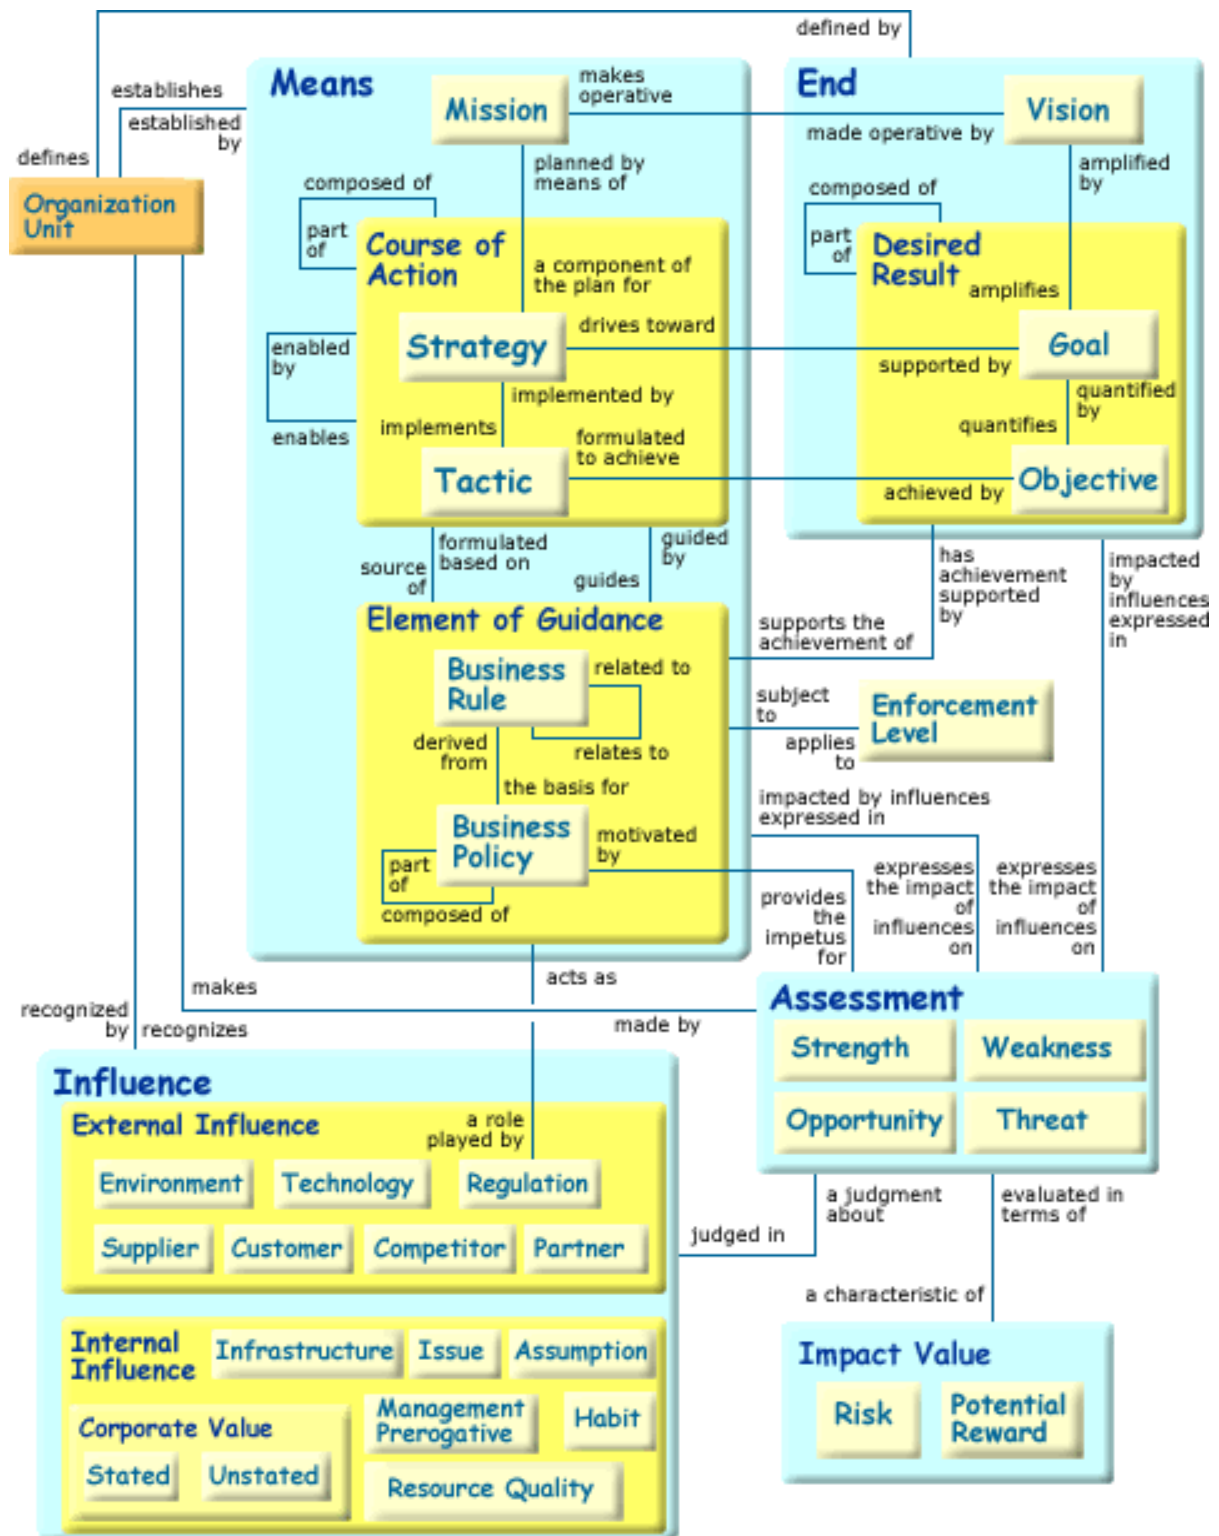 defined by
establishes
established
by
defines
Organization
Unit
Means
Mission
makes
operative
End
Vision
made operative by
planned by
means of
amplified
by
composed of
part
of
Course of
Action
a component of
the plan for
composed of
part
of
Desired
Result
amplifies
enabled
by
enables
Strategy
drives toward
supported by
Goal
implemented by
implements
quantified
by
quantifies
Tactic
formulated
to achieve
achieved by
Objective
source
of
formulated
based on
guides
guided
by
has
achievement
supported
by
impacted
by
influences
expressed
in
Element of Guidance
supports the
achievement of
Business
Rule
related to
relates to
subject
to
applies
to
Enforcement
Level
derived
from
the basis for
Business
Policy
motivated
by
part
of
composed of
impacted by influences
expressed in
provides
the
impetus
for
expresses
the impact
of
influences
on
expresses
the impact
of
influences
on
acts as
makes
made by
recognized
by
recognizes
Assessment
Strength
Weakness
Opportunity
Threat
Influence
External Influence
a role
played by
Environment
Technology
Regulation
Supplier
Customer
Competitor
Partner
judged in
a judgment
about
evaluated in
terms of
a characteristic of
Internal
Influence
Infrastructure
Issue
Assumption
Corporate Value
Stated
Unstated
Management
Prerogative
Habit
Resource Quality
Impact Value
Risk
Potential
Reward